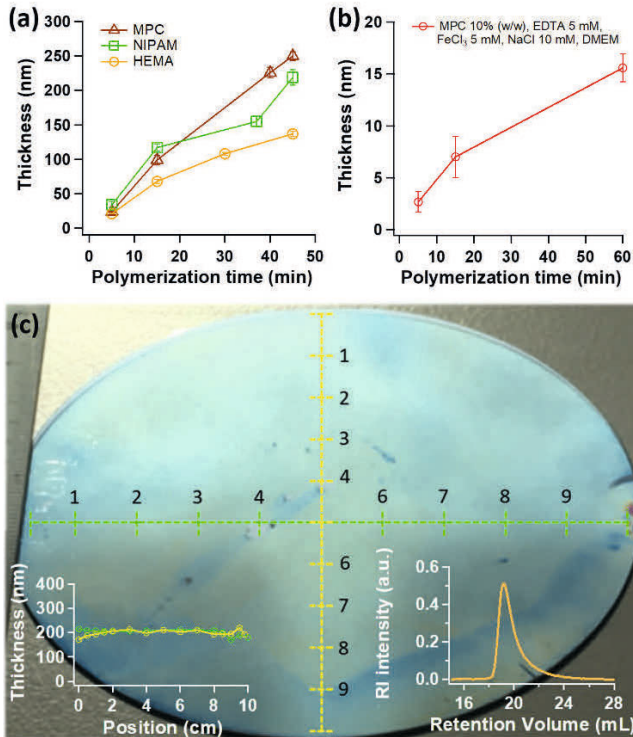 (a)
MPC
NIPAM
HEMA
300
250
200
150
100
50
0
Thickness (nm)
0 10 20 30 40 50
Polymerization time (min)
(b)
MPC 10% (w/w), EDTA 5 mM,
FeCl₃ 5 mM, NaCl 10 mM, DMEM
20
15
10
5
0
Thickness (nm)
0 10 20 30 40 50 60
Polymerization time (min)
(c)
1
2
3
4
1 2 3 4 6 7 8 9
6
7
8
9
400
300
200
100
0
Thickness (nm)
0 2 4 6 8 10
Position (cm)
0.6
0.4
0.2
0.0
RI intensity (a.u.)
16 20 24 28
Retention Volume (mL)